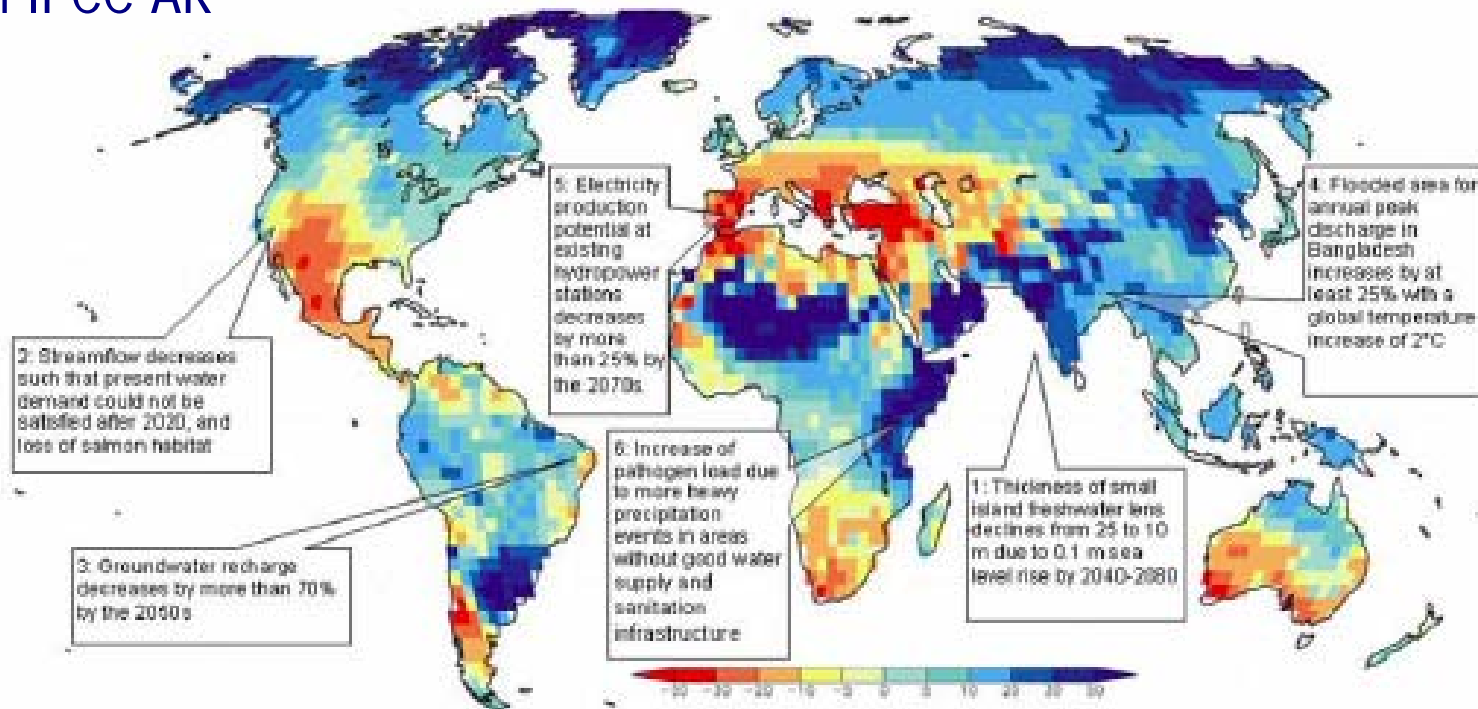 IPCC AR
5: Electricity
production
potential at
existing
hydropower
stations
decreases
by more
than 25% by
the 2070s
4: Flooded area for
annual peak
discharge in
Bangladesh
increases by at
least 25% with a
global temperature
increase of 2°C
2: Streamflow decreases
such that present water
demand could not be
satisfied after 2020, and
loss of salmon habitat
6: Increase of
pathogen load due
to more heavy
precipitation
events in areas
without good water
supply and
sanitation
infrastructure
1: Thickness of small
island freshwater lens
declines from 25 to 10
m due to 0.1 m sea
level rise by 2040-2080
3: Groundwater recharge
decreases by more than 70%
by the 2050s
-20 -10 -5 0 5 10 20 30